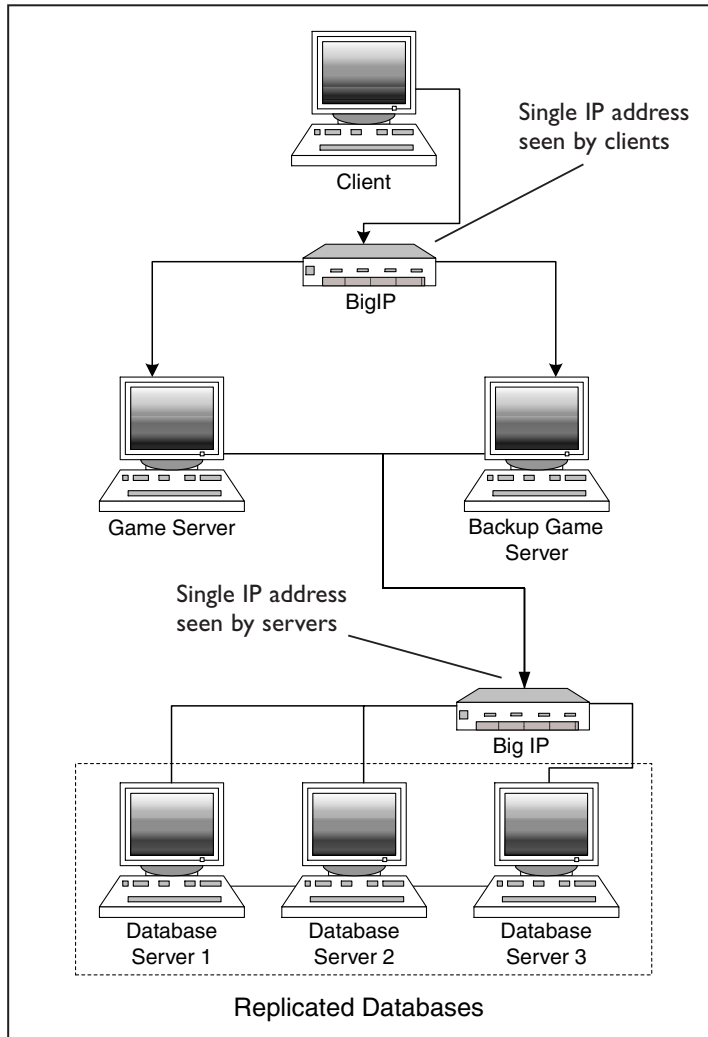 Single IP address
seen by clients
Client
BigIP
Game Server
Backup Game
Server
Single IP address
seen by servers
Big IP
Database
Server 1
Database
Server 2
Database
Server 3
Replicated Databases